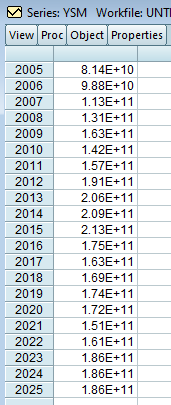 Series: YSM Workfile: UNTI
View Proc Object Properties
2005 8.14E+10
2006 9.88E+10
2007 1.13E+11
2008 1.31E+11
2009 1.63E+11
2010 1.42E+11
2011 1.57E+11
2012 1.91E+11
2013 2.06E+11
2014 2.09E+11
2015 2.13E+11
2016 1.75E+11
2017 1.63E+11
2018 1.69E+11
2019 1.74E+11
2020 1.72E+11
2021 1.51E+11
2022 1.61E+11
2023 1.86E+11
2024 1.86E+11
2025 1.86E+11